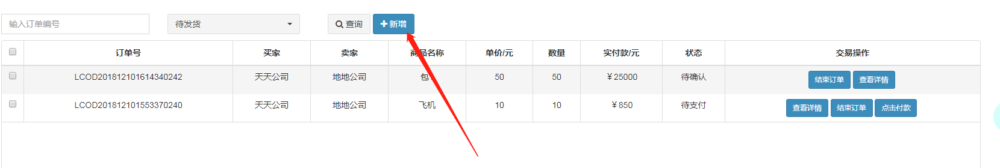 输入订单编号 待发货 查询 新增
订单号 买家 卖家 商品名称 单价/元 数量 实付款/元 状态 交易操作
LCOD201812101614340242 天天公司 地地公司 包 50 50 ￥25000 待确认 结束订单 查看详情
LCOD201812101553370240 天天公司 地地公司 飞机 10 10 ￥850 待支付 查看详情 结束订单 点击付款